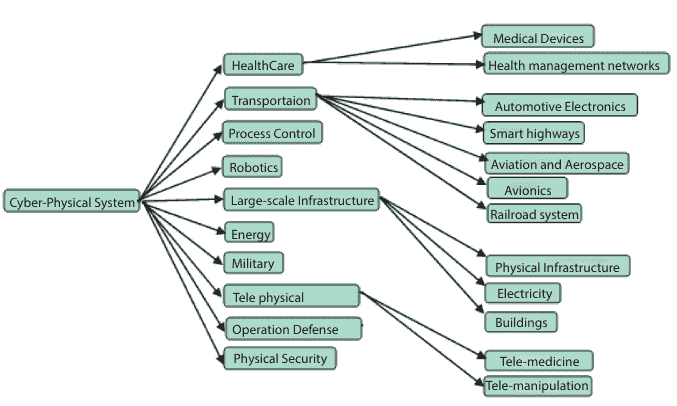 Cyber-Physical System
HealthCare
Transportaion
Process Control
Robotics
Large-scale Infrastructure
Energy
Military
Tele physical
Operation Defense
Physical Security
Medical Devices
Health management networks
Automotive Electronics
Smart highways
Aviation and Aerospace
Avionics
Railroad system
Physical Infrastructure
Electricity
Buildings
Tele-medicine
Tele-manipulation